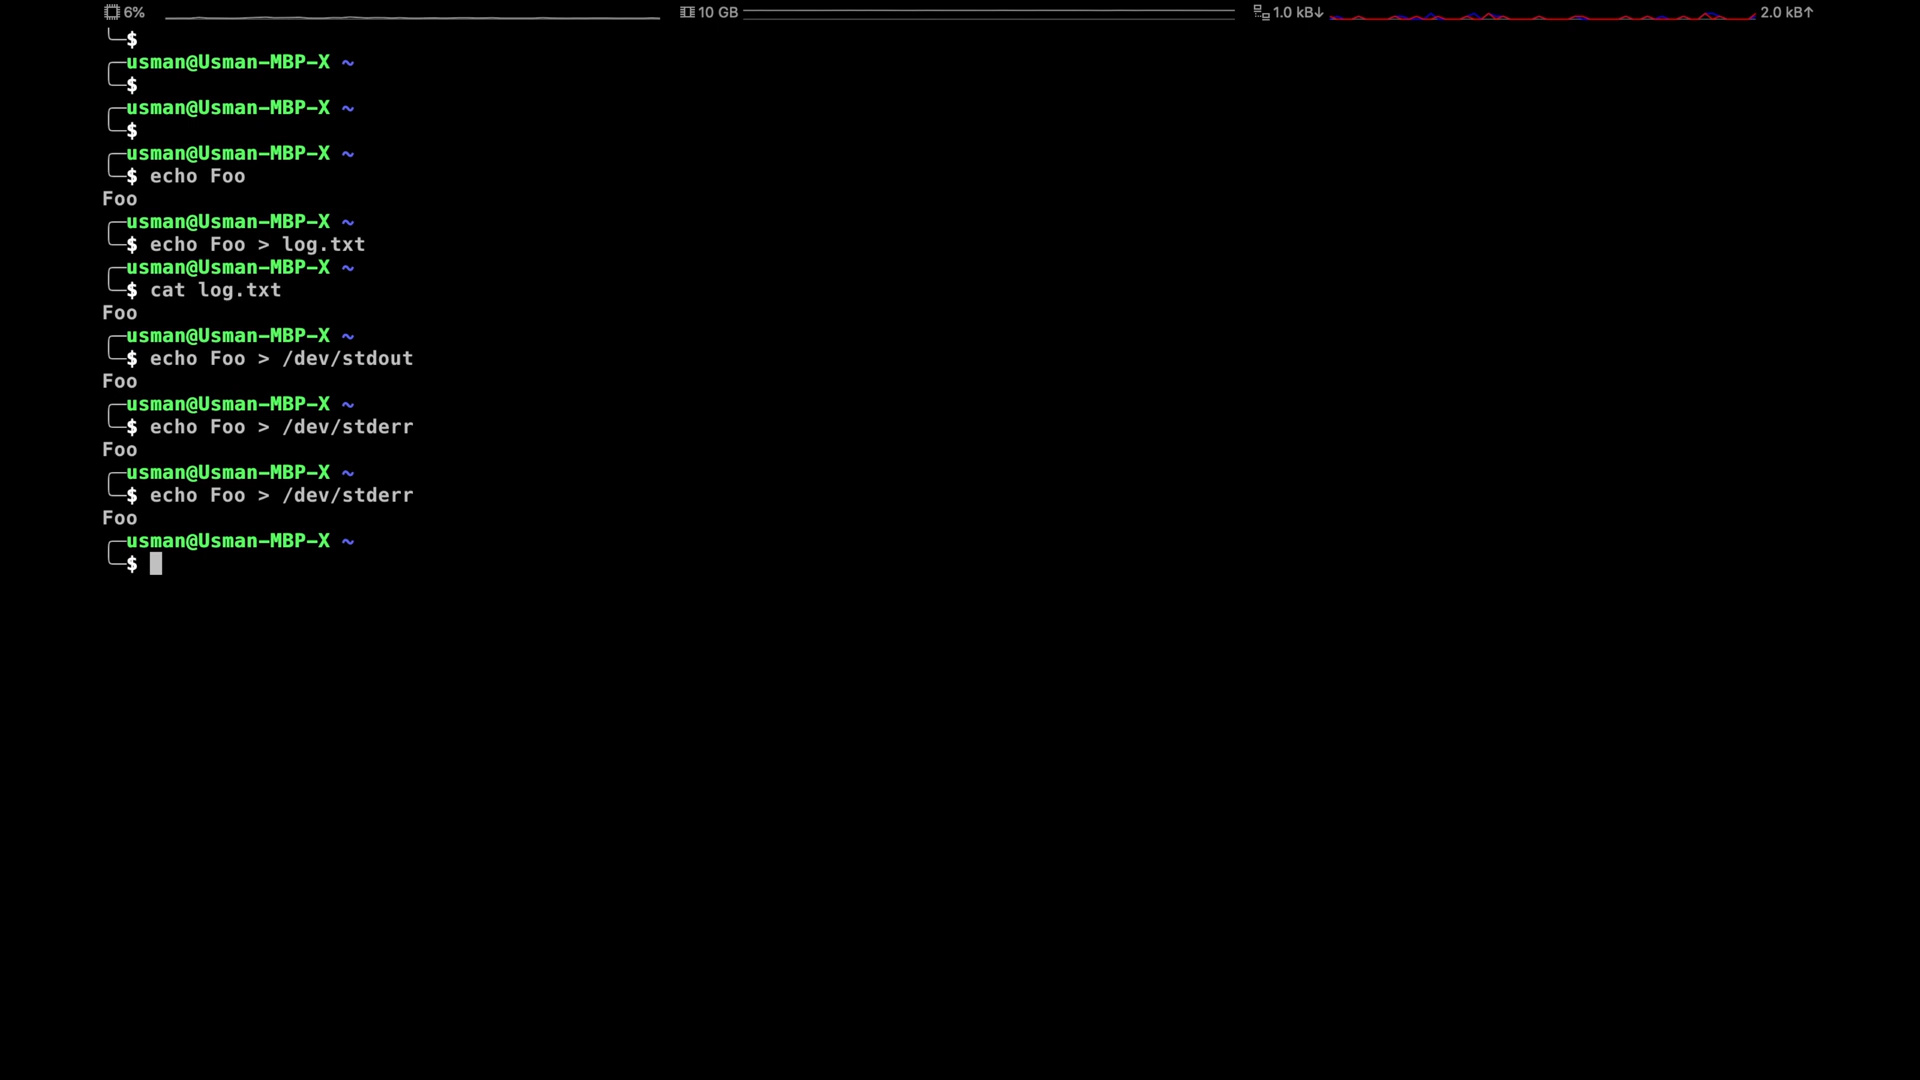 6% 10 GB 1.0 kB↓ 2.0 kB↑
╰─$
╭─usman@Usman-MBP-X ~
╰─$
╭─usman@Usman-MBP-X ~
╰─$
╭─usman@Usman-MBP-X ~
╰─$ echo Foo
Foo
╭─usman@Usman-MBP-X ~
╰─$ echo Foo > log.txt
╭─usman@Usman-MBP-X ~
╰─$ cat log.txt
Foo
╭─usman@Usman-MBP-X ~
╰─$ echo Foo > /dev/stdout
Foo
╭─usman@Usman-MBP-X ~
╰─$ echo Foo > /dev/stderr
Foo
╭─usman@Usman-MBP-X ~
╰─$ echo Foo > /dev/stderr
Foo
╭─usman@Usman-MBP-X ~
╰─$